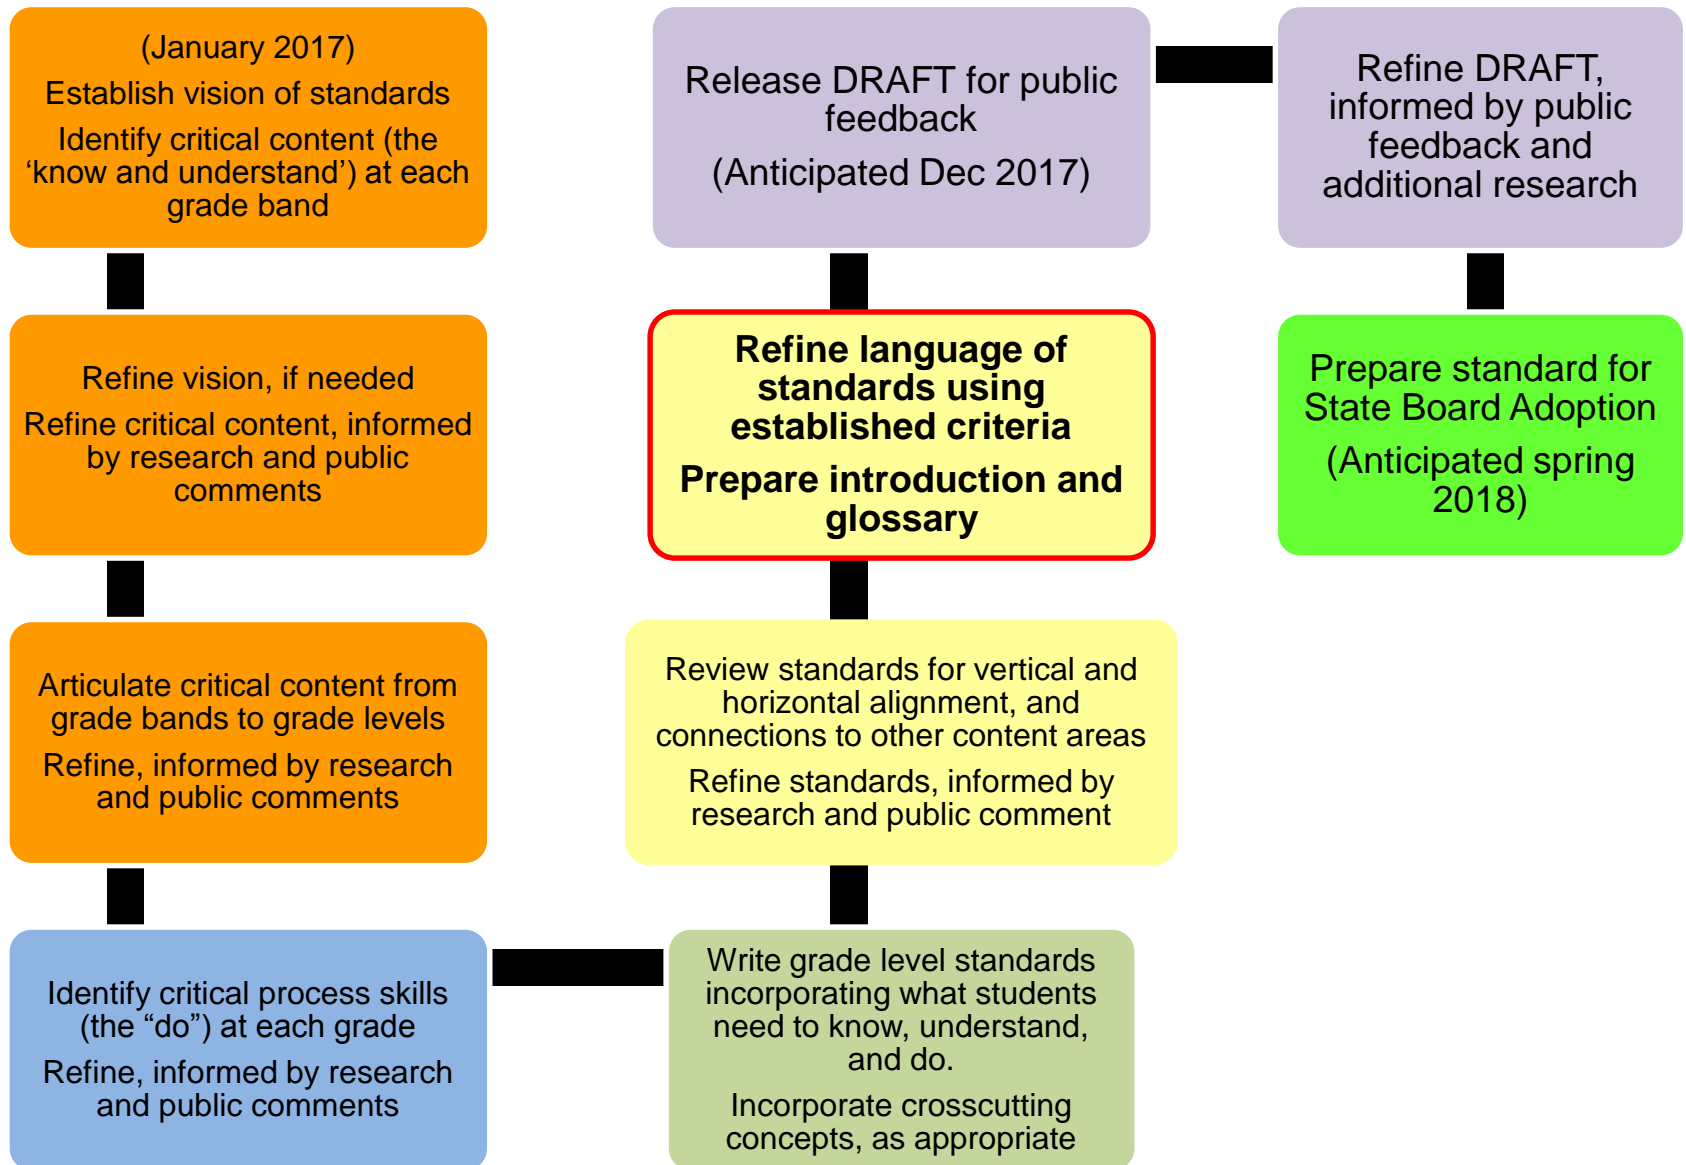 (January 2017)
Establish vision of standards
Identify critical content (the
‘know and understand’) at each
grade band
Refine vision, if needed
Refine critical content, informed
by research and public
comments
Articulate critical content from
grade bands to grade levels
Refine, informed by research
and public comments
Identify critical process skills
(the “do”) at each grade
Refine, informed by research
and public comments
Write grade level standards
incorporating what students
need to know, understand,
and do.
Incorporate crosscutting
concepts, as appropriate
Review standards for vertical and
horizontal alignment, and
connections to other content areas
Refine standards, informed by
research and public comment
Refine language of
standards using
established criteria
Prepare introduction and
glossary
Release DRAFT for public
feedback
(Anticipated Dec 2017)
Refine DRAFT,
informed by public
feedback and
additional research
Prepare standard for
State Board Adoption
(Anticipated spring
2018)